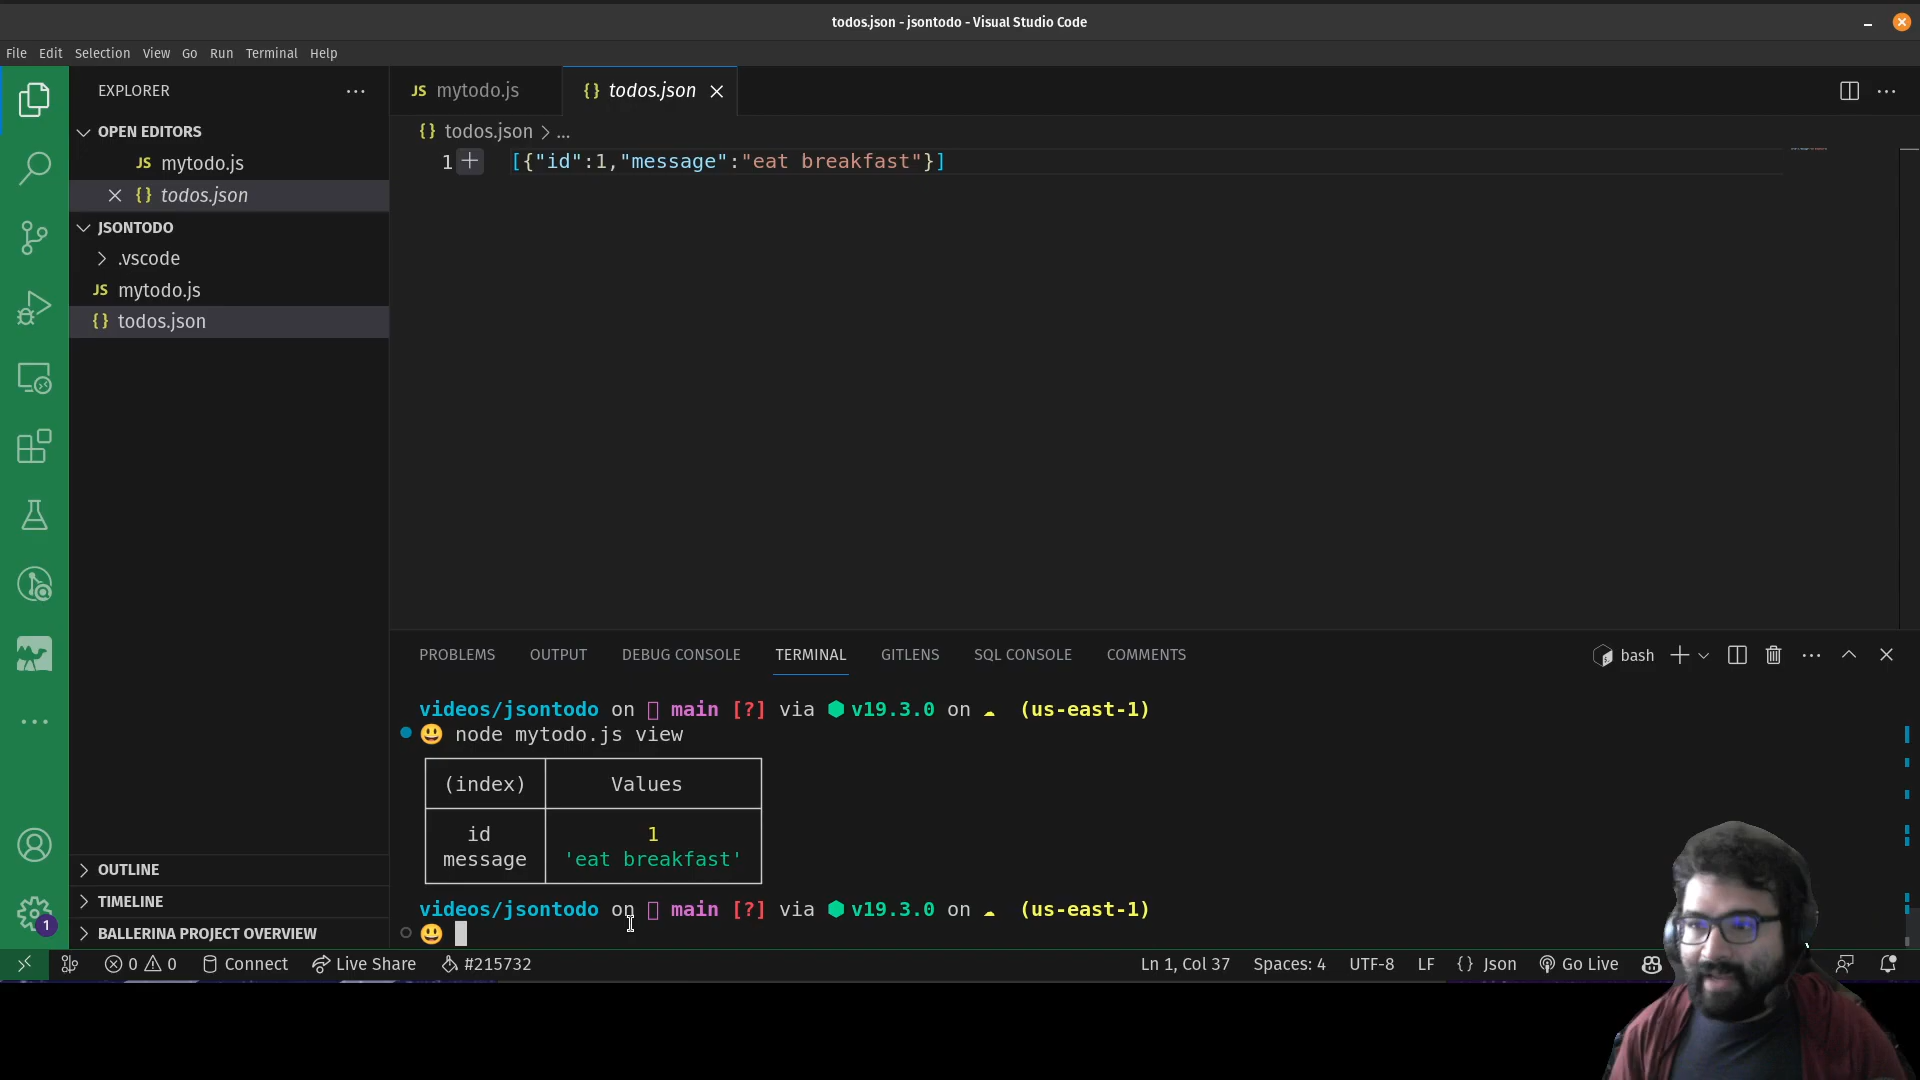 todos.json - jsontodo - Visual Studio Code
File Edit Selection View Go Run Terminal Help
EXPLORER
OPEN EDITORS
JS mytodo.js
{} todos.json
JSONTODO
.vscode
JS mytodo.js
{} todos.json
OUTLINE
TIMELINE
BALLERINA PROJECT OVERVIEW
1
JS mytodo.js {} todos.json
{} todos.json > ...
1 [{"id":1,"message":"eat breakfast"}]
PROBLEMS OUTPUT DEBUG CONSOLE TERMINAL GITLENS SQL CONSOLE COMMENTS
bash
videos/jsontodo on main [?] via v19.3.0 on (us-east-1)
😃 node mytodo.js view
(index) Values
id 1
message 'eat breakfast'
videos/jsontodo on main [?] via v19.3.0 on (us-east-1)
😃
0 0 Connect Live Share #215732 Ln 1, Col 37 Spaces: 4 UTF-8 LF {} Json Go Live